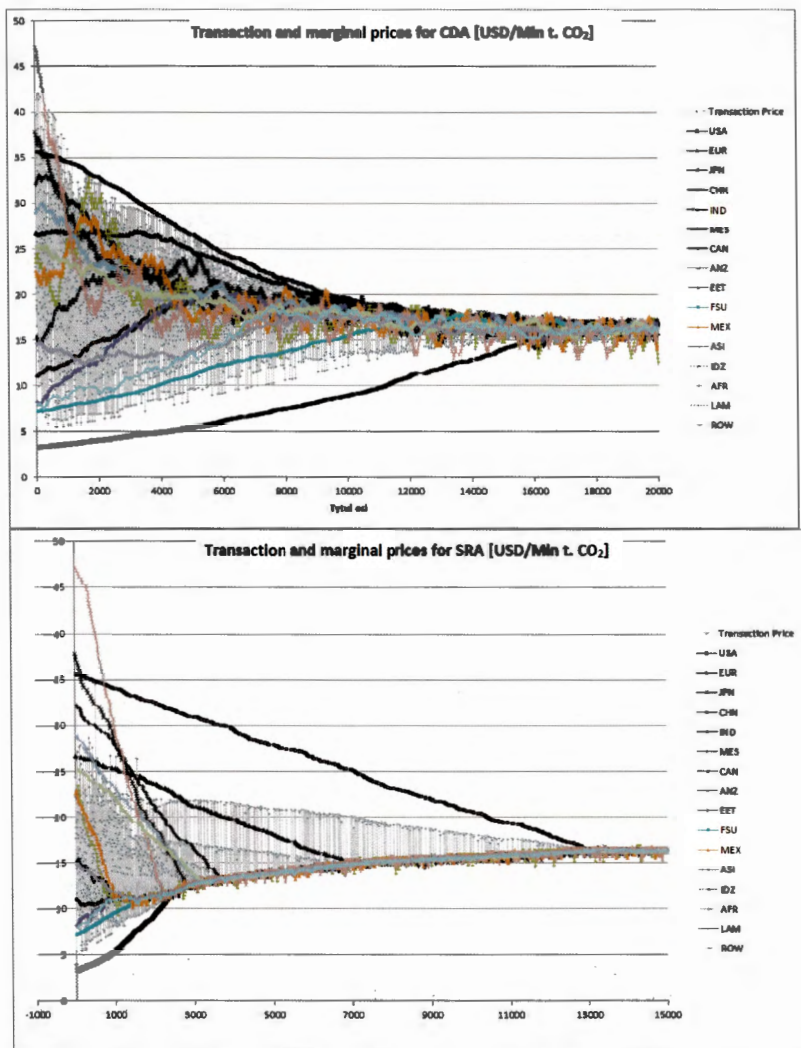 Transaction and marginal prices for CDA [USD/Mln t. CO₂]
50
45
40
35
30
25
20
15
10
5
0
0 2000 4000 6000 8000 10000 12000 14000 16000 18000 20000
Transaction Price
USA
EUR
JPN
CHN
IND
MES
CAN
ANZ
EET
FSU
MEX
ASI
IDZ
AFR
LAM
ROW
Transaction and marginal prices for SRA [USD/Mln t. CO₂]
50
45
40
35
30
25
20
15
10
5
0
-1000 1000 3000 5000 7000 9000 11000 13000 15000
Transaction Price
USA
EUR
JPN
CHN
IND
MES
CAN
ANZ
EET
FSU
MEX
ASI
IDZ
AFR
LAM
ROW